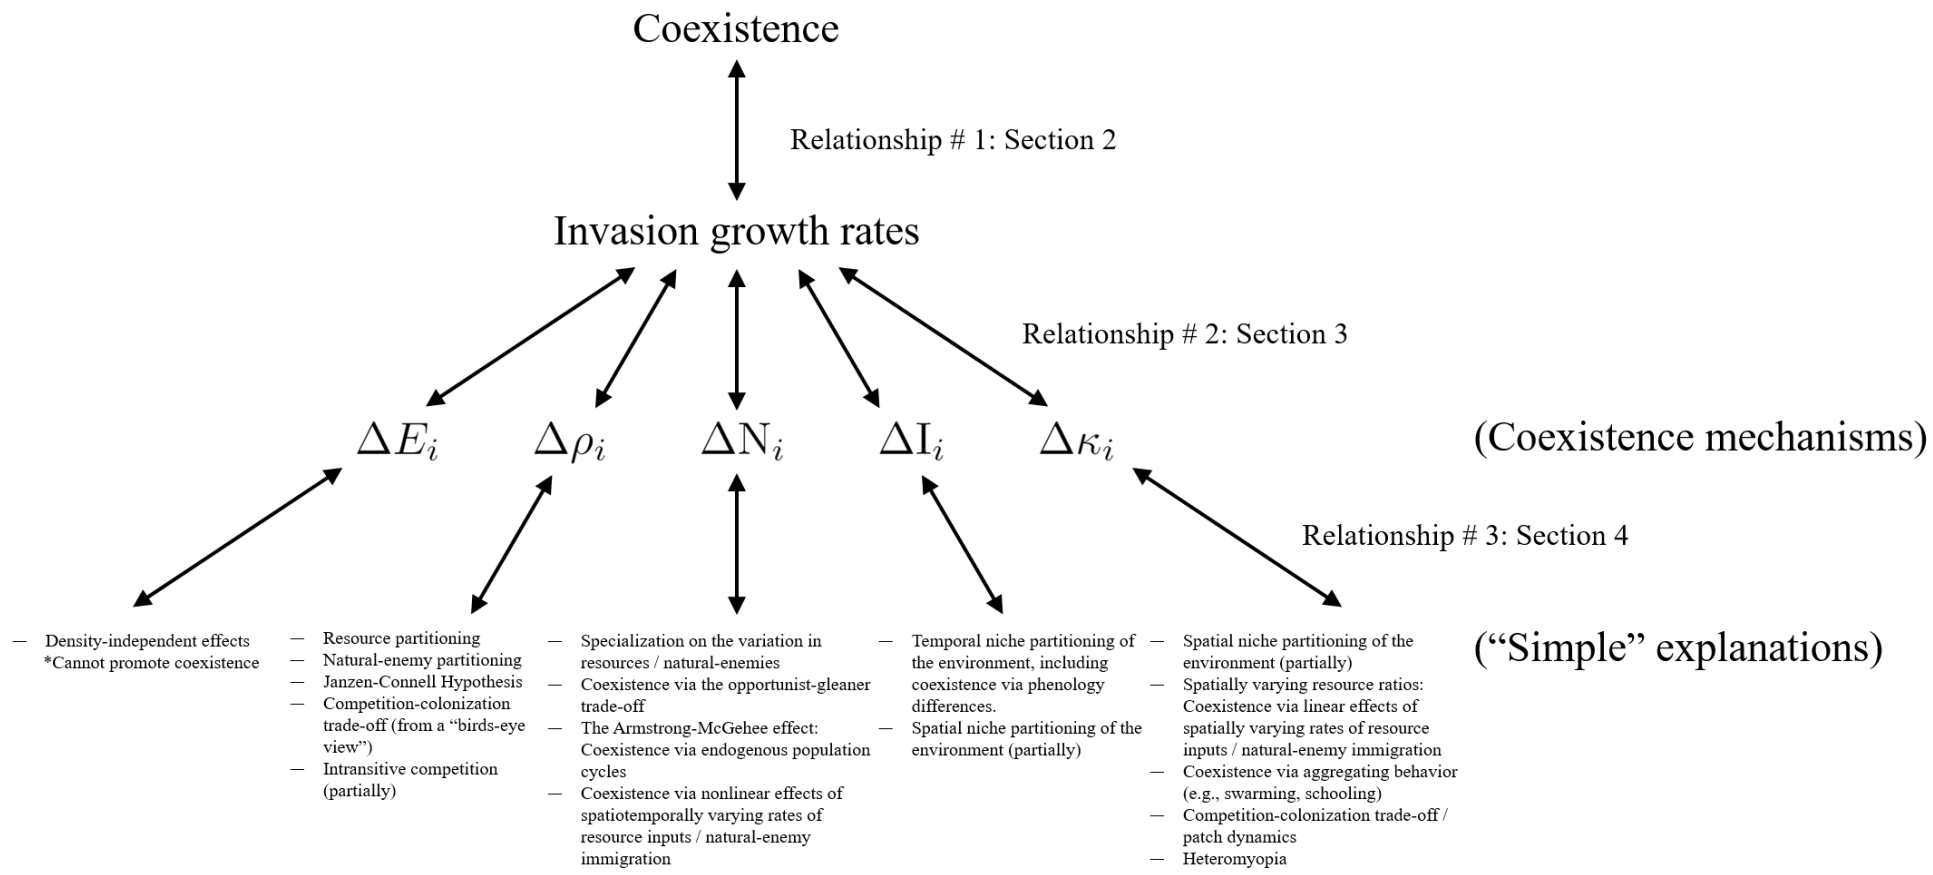 Coexistence
Relationship # 1: Section 2
Invasion growth rates
Relationship # 2: Section 3
ΔE_i
Δρ_i
ΔN_i
ΔI_i
Δκ_i
(Coexistence mechanisms)
Relationship # 3: Section 4
— Density-independent effects
*Cannot promote coexistence
— Resource partitioning
— Natural-enemy partitioning
— Janzen-Connell Hypothesis
— Competition-colonization
trade-off (from a “birds-eye
view”)
— Intransitive competition
(partially)
— Specialization on the variation in
resources / natural-enemies
— Coexistence via the opportunist-gleaner
trade-off
— The Armstrong-McGehee effect:
Coexistence via endogenous population
cycles
— Coexistence via nonlinear effects of
spatiotemporally varying rates of
resource inputs / natural-enemy
immigration
— Temporal niche partitioning of
the environment, including
coexistence via phenology
differences.
— Spatial niche partitioning of the
environment (partially)
— Spatial niche partitioning of the
environment (partially)
— Spatially varying resource ratios:
Coexistence via linear effects of
spatially varying rates of resource
inputs / natural-enemy immigration
— Coexistence via aggregating behavior
(e.g., swarming, schooling)
— Competition-colonization trade-off /
patch dynamics
— Heteromyopia
(“Simple” explanations)